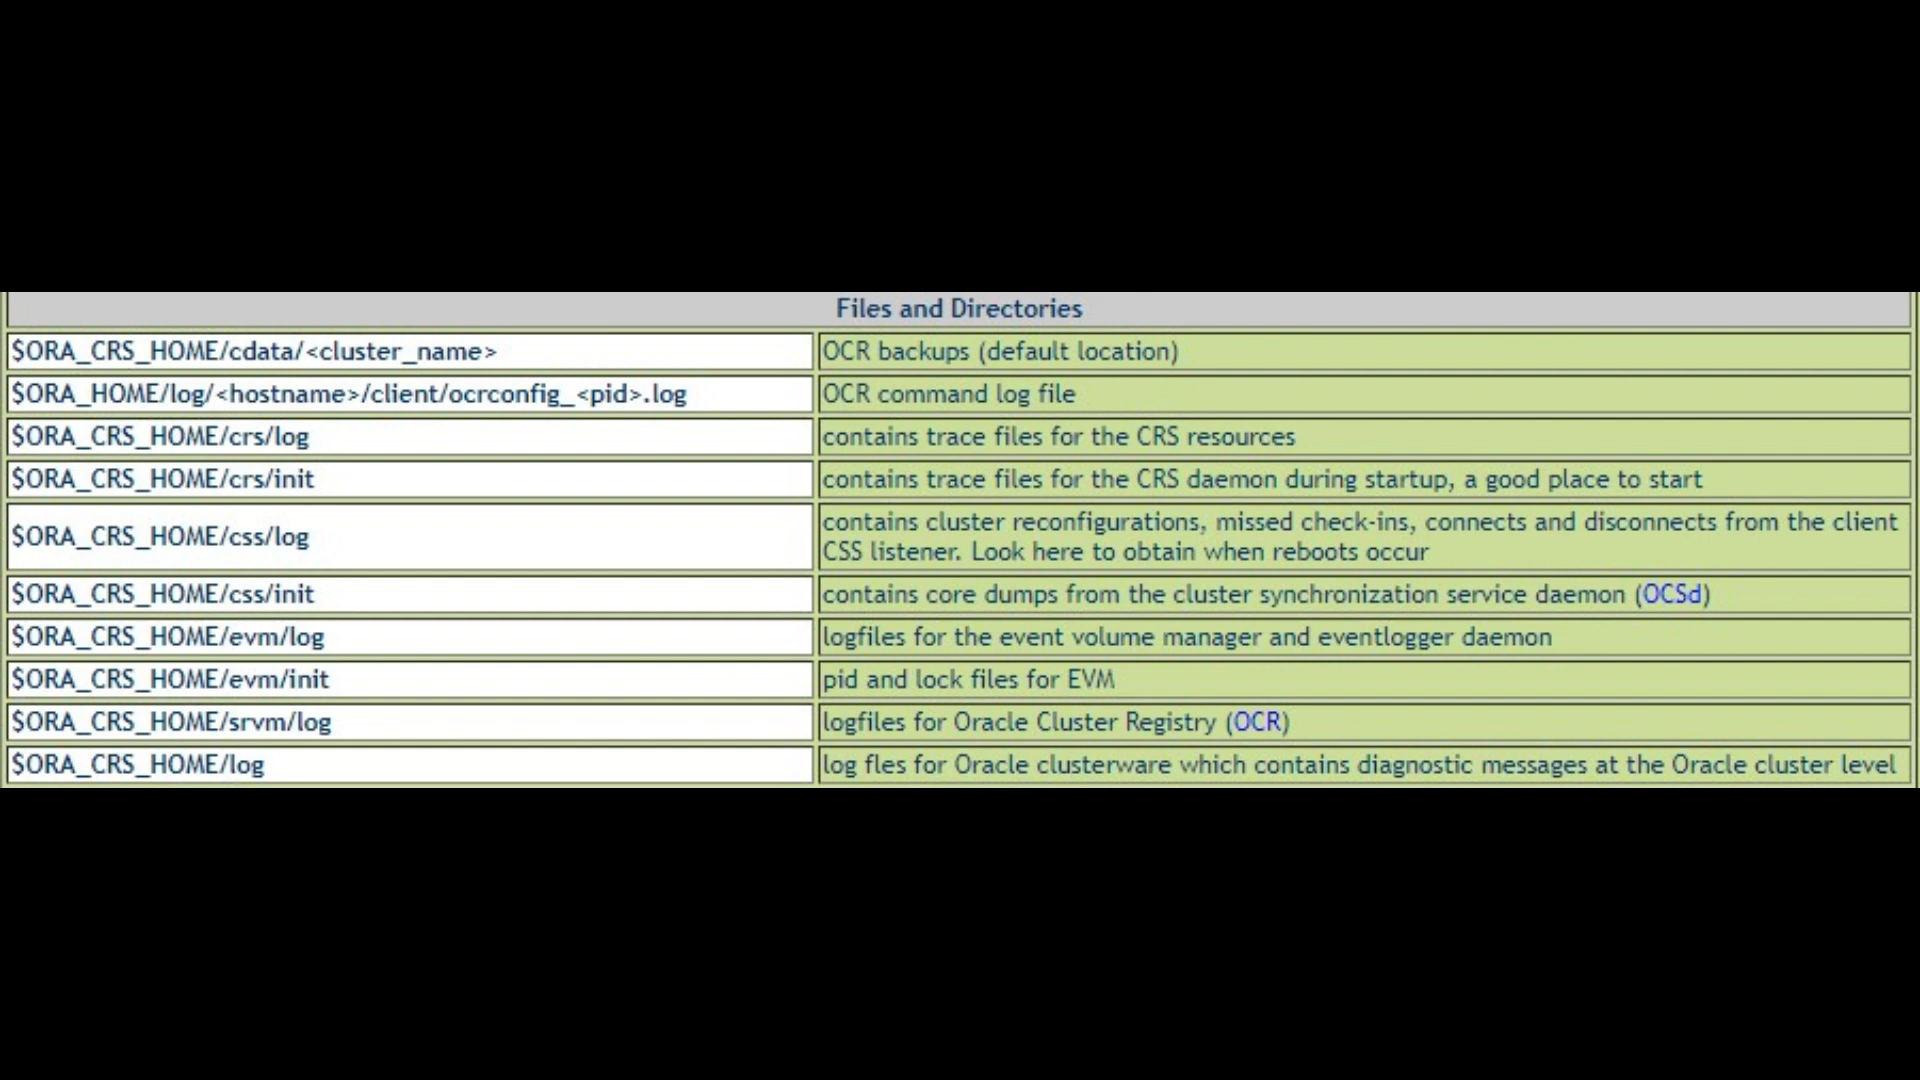 Files and Directories
$ORA_CRS_HOME/cdata/<cluster_name>
OCR backups (default location)
$ORA_HOME/log/<hostname>/client/ocrconfig_<pid>.log
OCR command log file
$ORA_CRS_HOME/crs/log
contains trace files for the CRS resources
$ORA_CRS_HOME/crs/init
contains trace files for the CRS daemon during startup, a good place to start
$ORA_CRS_HOME/css/log
contains cluster reconfigurations, missed check-ins, connects and disconnects from the client
CSS listener. Look here to obtain when reboots occur
$ORA_CRS_HOME/css/init
contains core dumps from the cluster synchronization service daemon (OCSd)
$ORA_CRS_HOME/evm/log
logfiles for the event volume manager and eventlogger daemon
$ORA_CRS_HOME/evm/init
pid and lock files for EVM
$ORA_CRS_HOME/srvm/log
logfiles for Oracle Cluster Registry (OCR)
$ORA_CRS_HOME/log
log fles for Oracle clusterware which contains diagnostic messages at the Oracle cluster level